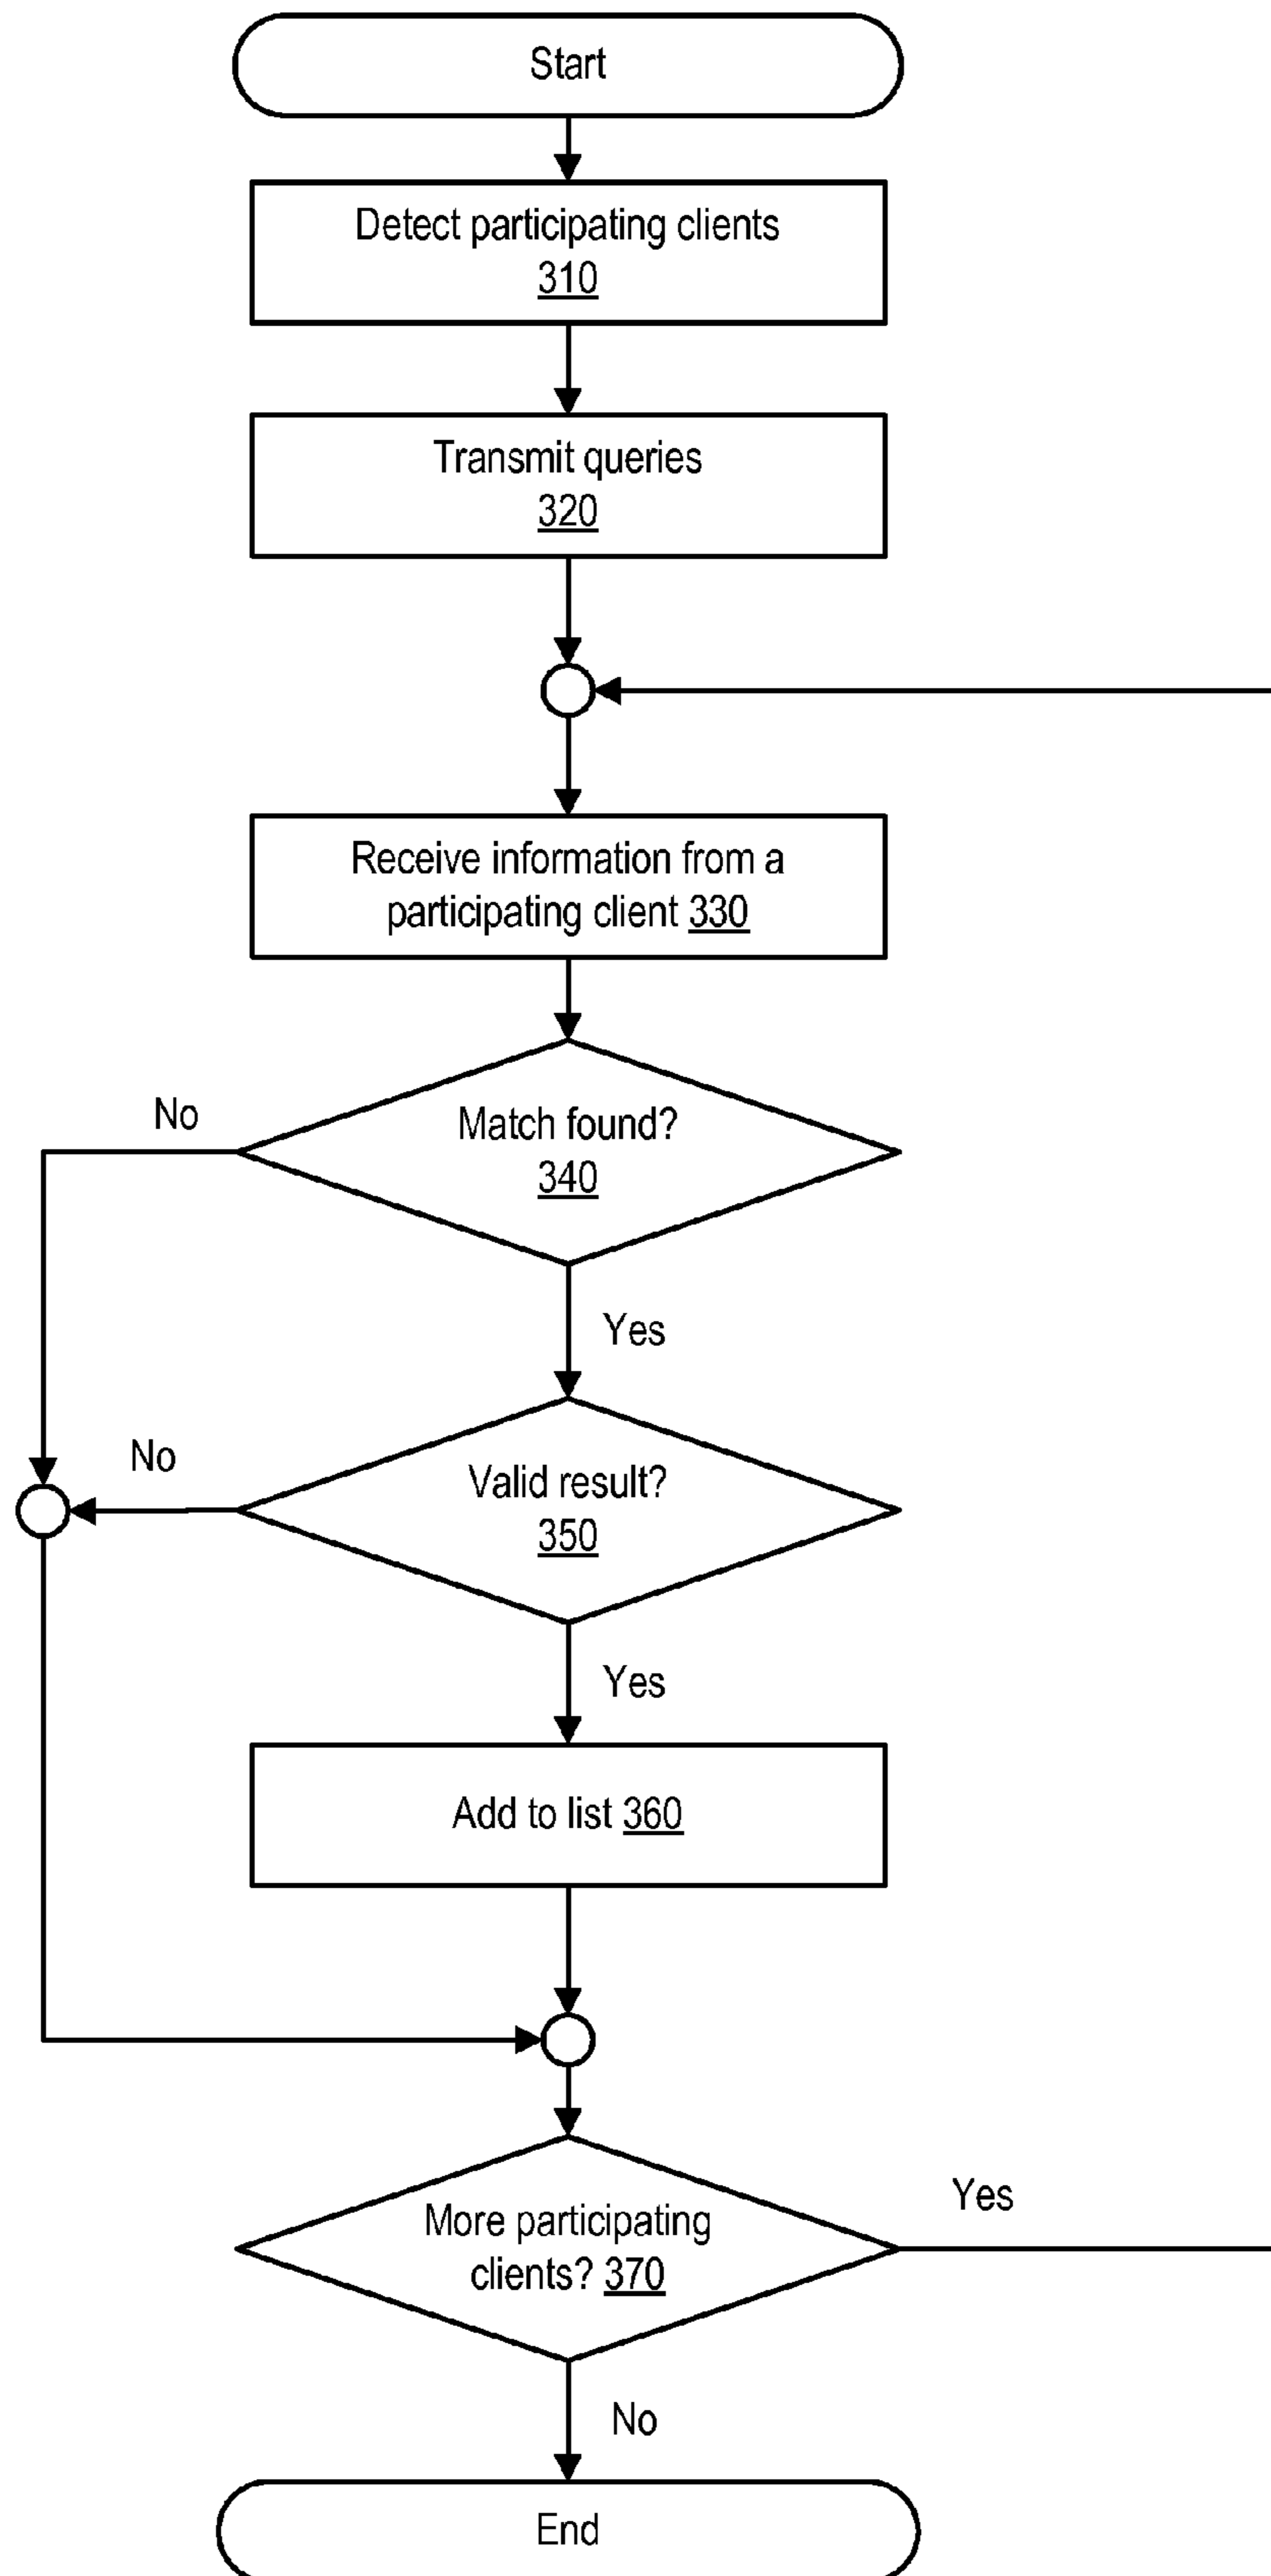 Start
Detect participating clients
310
Transmit queries
320
Receive information from a
participating client 330
No
Match found?
340
Yes
No
Valid result?
350
Yes
Add to list 360
More participating
clients? 370
Yes
No
End